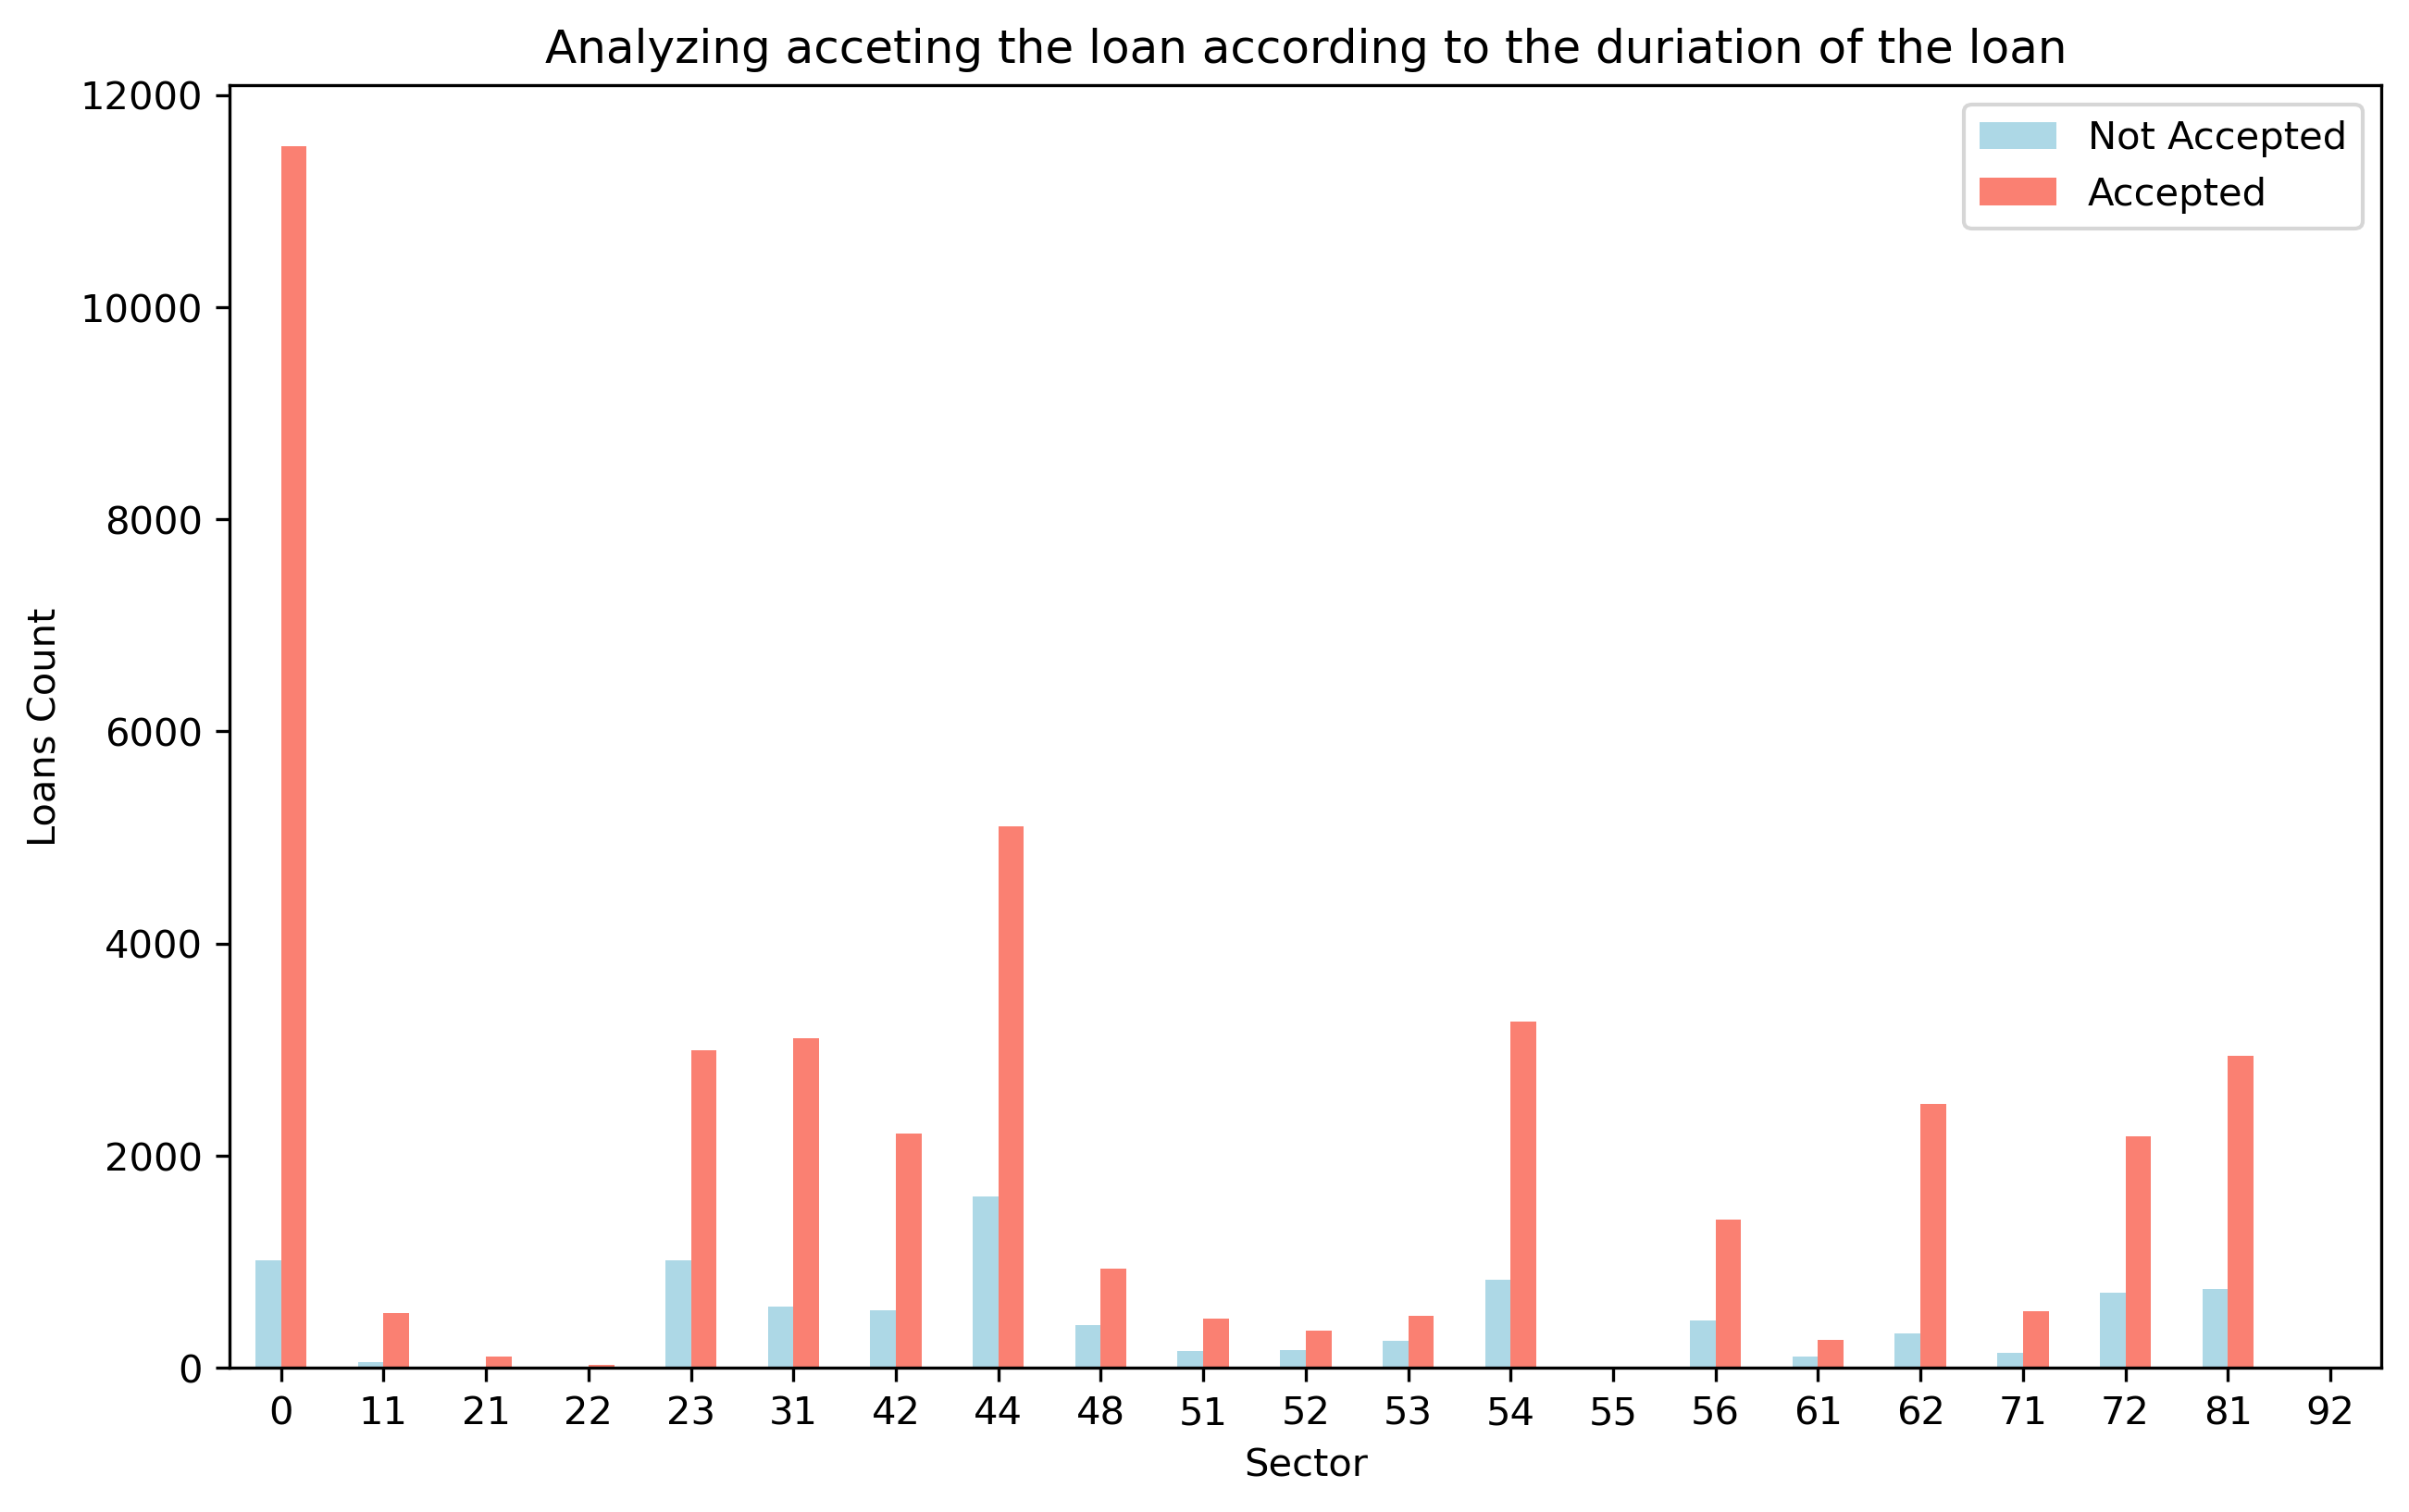 Analyzing acceting the loan according to the duriation of the loan
12000
10000
8000
6000
4000
2000
0
Loans Count
Not Accepted
Accepted
0 11 21 22 23 31 42 44 48 51 52 53 54 55 56 61 62 71 72 81 92
Sector